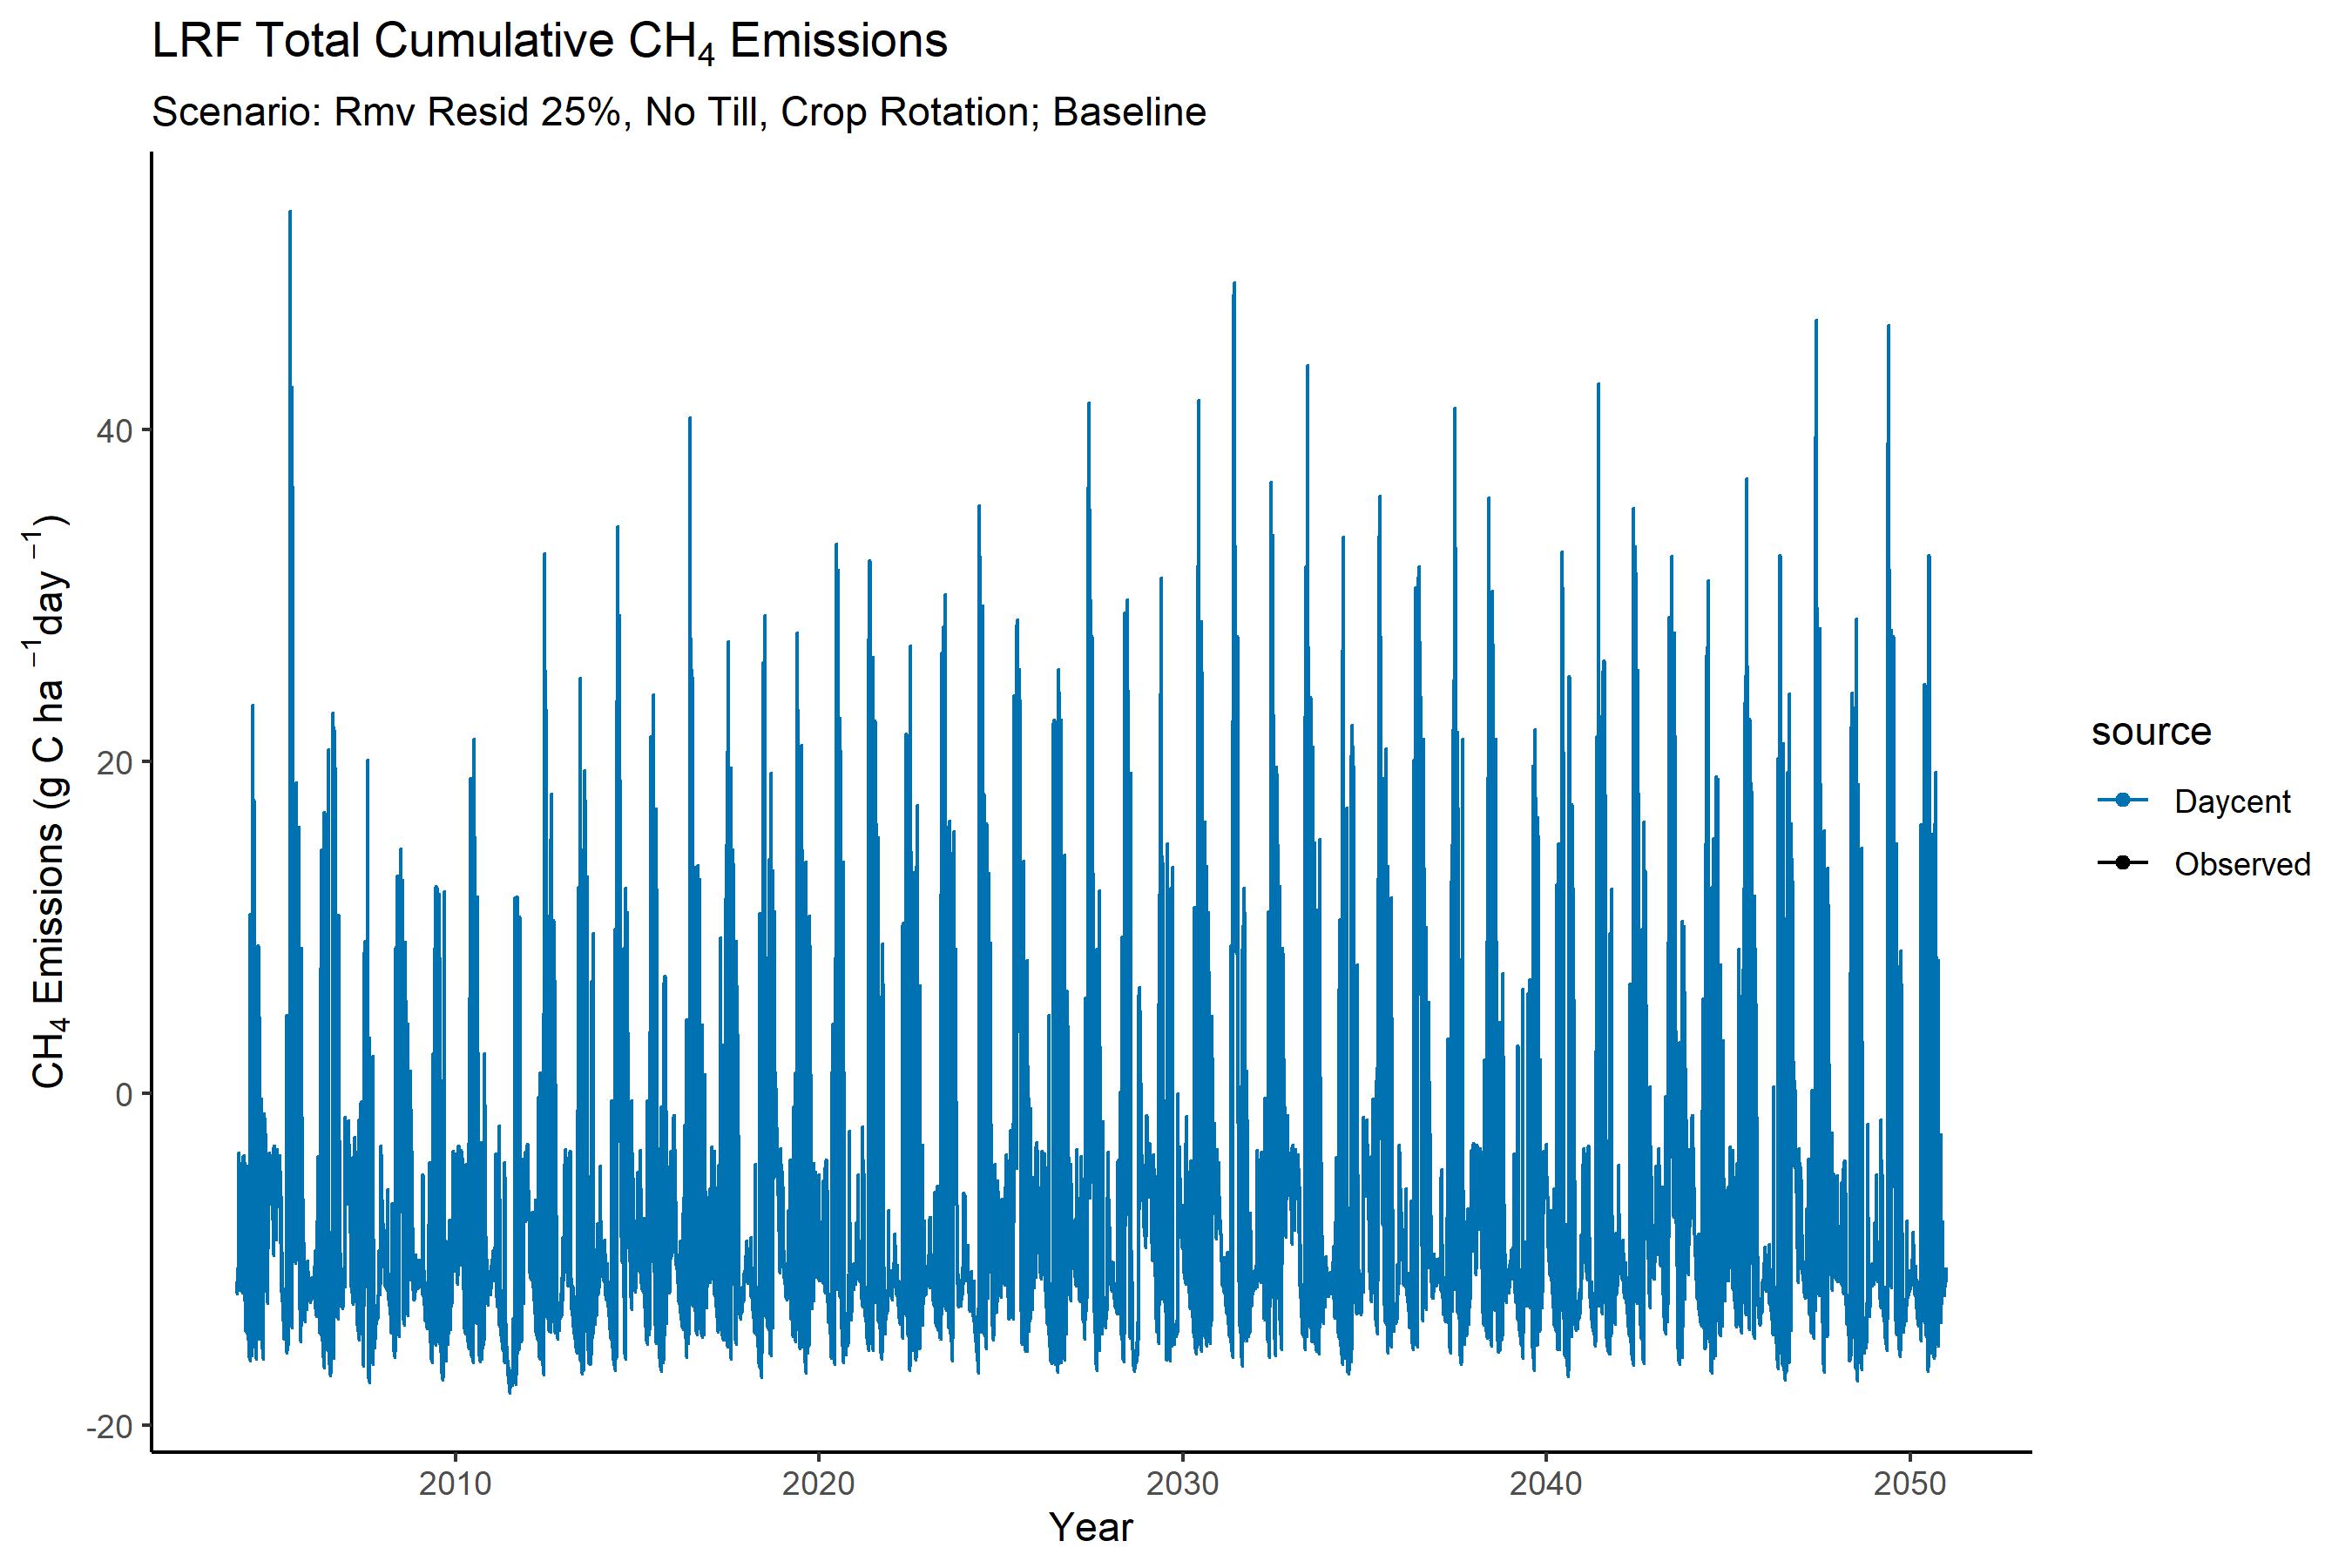 LRF Total Cumulative CH₄ Emissions
Scenario: Rmv Resid 25%, No Till, Crop Rotation; Baseline
CH₄ Emissions (g C ha ⁻¹day ⁻¹)
40
20
0
-20
2010 2020 2030 2040 2050
Year
source
Daycent
Observed